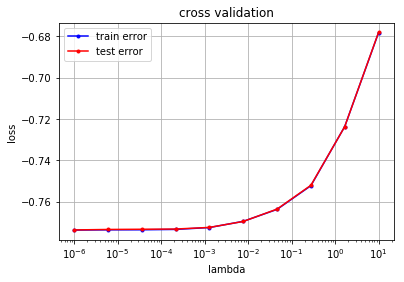 cross validation
train error
test error
−0.68
−0.70
−0.72
−0.74
−0.76
loss
10⁻⁶
10⁻⁵
10⁻⁴
10⁻³
10⁻²
10⁻¹
10⁰
10¹
lambda